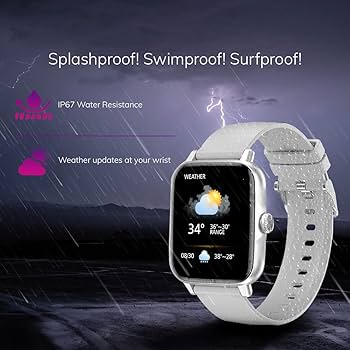 Splashproof! Swimproof! Surfproof!
IP67 Water Resistance
Weather updates at your wrist
WEATHER
34°
36°~30°
RANGE
08/30
38°~28°